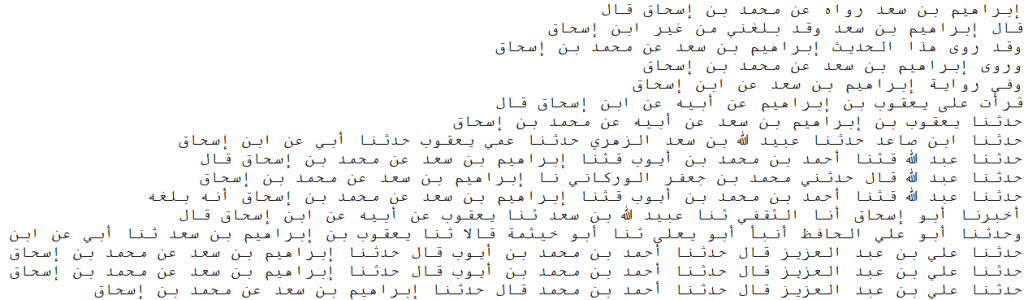 إبراهيم بن سعد رواه عن محمد بن إسحاق قال
قال إبراهيم بن سعد وقد بلغني من غير ابن إسحاق
وقد روى هذا الحديث إبراهيم بن سعد عن محمد بن إسحاق
وروى إبراهيم بن سعد عن محمد بن إسحاق
وفي رواية إبراهيم بن سعد عن ابن إسحاق
قرأت على يعقوب بن إبراهيم عن أبيه عن ابن إسحاق قال
حدثنا يعقوب بن إبراهيم بن سعد عن أبيه عن محمد بن إسحاق
حدثنا ابن صاعد حدثنا عبيد الله بن سعد الزهري حدثنا عمي يعقوب حدثنا أبي عن ابن إسحاق
حدثنا عبد الله قثنا أحمد بن محمد بن أيوب قثنا إبراهيم بن سعد عن محمد بن إسحاق قال
حدثنا عبد الله قال حدثني محمد بن جعفر الوركاني نا إبراهيم بن سعد عن محمد بن إسحاق
حدثنا عبد الله قثنا أحمد بن محمد بن أيوب قثنا إبراهيم بن سعد عن محمد بن إسحاق أنه بلغه
أخبرنا أبو إسحاق أنا الثقفي ثنا عبيد الله بن سعد ثنا يعقوب عن أبيه عن ابن إسحاق قال
وحدثنا أبو علي الحافظ أنبأ أبو يعلى ثنا أبو خيثمة قالا ثنا يعقوب بن إبراهيم بن سعد ثنا أبي عن ابن
حدثنا علي بن عبد العزيز قال حدثنا أحمد بن محمد بن أيوب قال حدثنا إبراهيم بن سعد عن محمد بن إسحاق
حدثنا علي بن عبد العزيز قال حدثنا أحمد بن محمد بن أيوب قال حدثنا إبراهيم بن سعد عن محمد بن إسحاق
حدثنا علي بن عبد العزيز قال حدثنا أحمد بن محمد قال حدثنا إبراهيم بن سعد عن محمد بن إسحاق